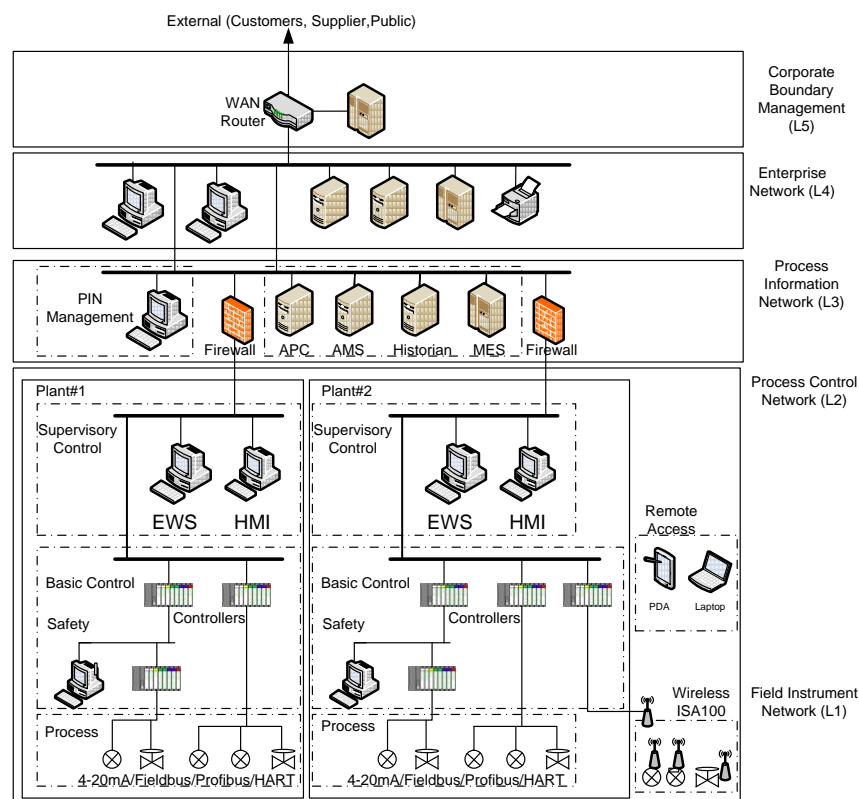 External (Customers, Supplier,Public)
WAN
Router
Corporate
Boundary
Management
(L5)
Enterprise
Network (L4)
PIN
Management
Firewall
APC
AMS
Historian
MES
Firewall
Process
Information
Network (L3)
Process Control
Network (L2)
Plant#1
Supervisory
Control
EWS
HMI
Basic Control
Controllers
Safety
Process
4-20mA/Fieldbus/Profibus/HART
Plant#2
Supervisory
Control
EWS
HMI
Basic Control
Controllers
Safety
Process
4-20mA/Fieldbus/Profibus/HART
Remote
Access
PDA
Laptop
Wireless
ISA100
Field Instrument
Network (L1)